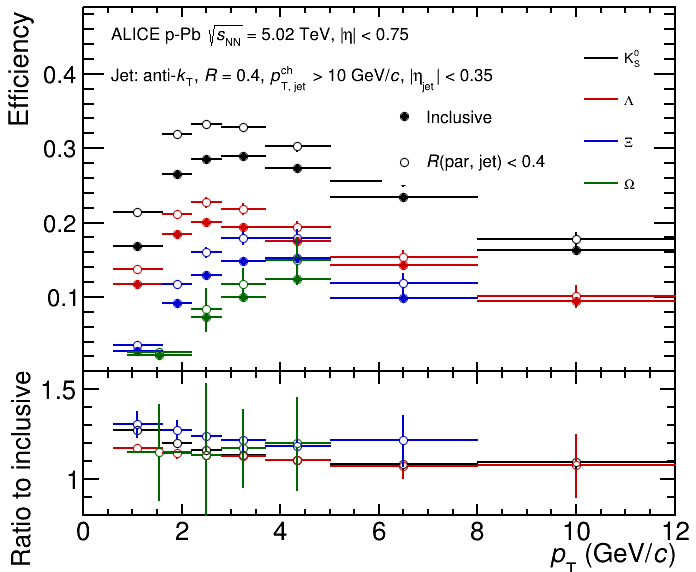 ALICE p-Pb √s_NN = 5.02 TeV, |η| < 0.75
Jet: anti-k_T, R = 0.4, p^ch_T, jet > 10 GeV/c, |η_jet| < 0.35
Inclusive
R(par, jet) < 0.4
K^0_S
Λ
Ξ
Ω
Efficiency
0.4
0.3
0.2
0.1
Ratio to inclusive
1.5
1
0 2 4 6 8 10 12
p_T (GeV/c)